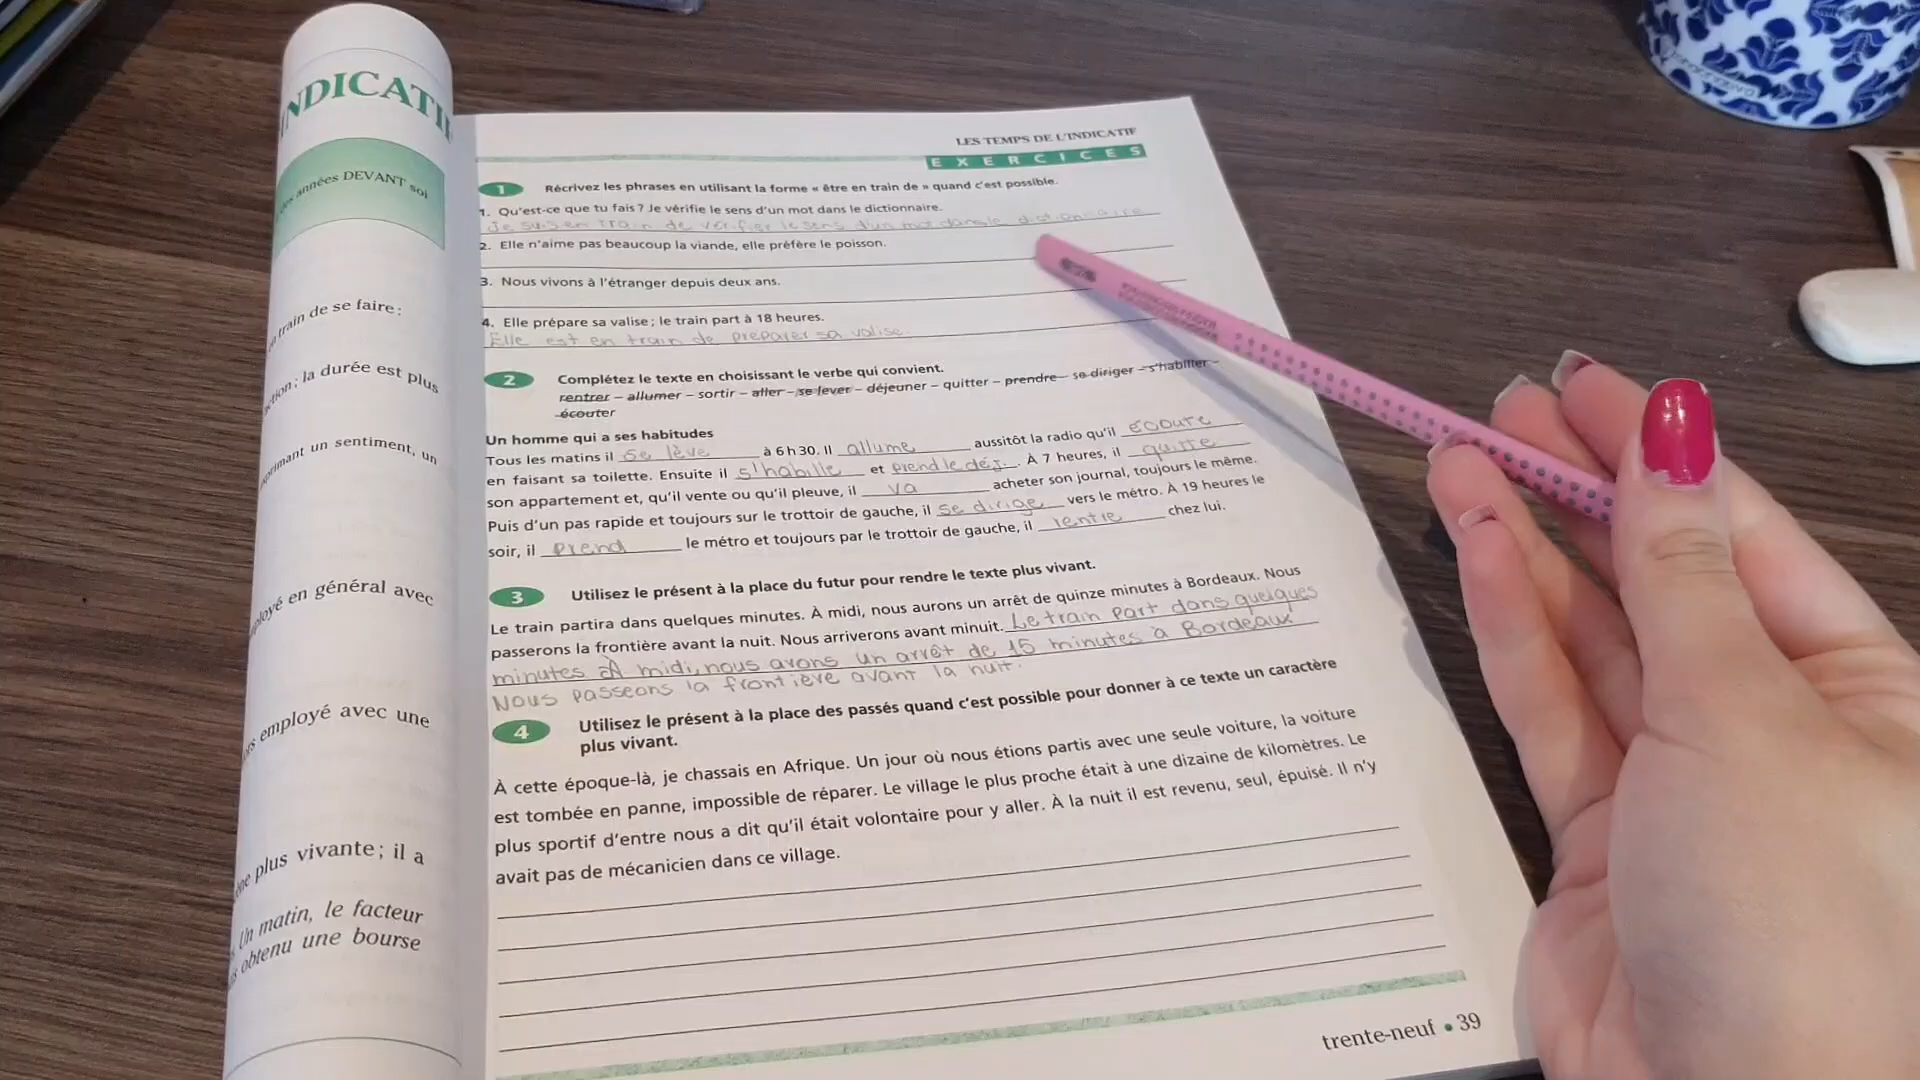 INDICATI
des années DEVANT soi
en train de se faire :
action ; la durée est plus
exprimant un sentiment, un
employé en général avec
ors employé avec une
plus vivante ; il a
Un matin, le facteur
obtenu une bourse
LES TEMPS DE L'INDICATIF
EXERCICES
1 Récrivez les phrases en utilisant la forme « être en train de » quand c'est possible.
1. Qu'est-ce que tu fais ? Je vérifie le sens d'un mot dans le dictionnaire.
Je suis en train de vérifier le sens d'un mot dans le dictionnaire
2. Elle n'aime pas beaucoup la viande, elle préfère le poisson.
3. Nous vivons à l'étranger depuis deux ans.
4. Elle prépare sa valise ; le train part à 18 heures.
Elle est en train de préparer sa valise.
2 Complétez le texte en choisissant le verbe qui convient.
rentrer – allumer – sortir – aller – se lever – déjeuner – quitter – prendre – se diriger – s'habiller –
écouter
Un homme qui a ses habitudes
Tous les matins il se lève à 6 h 30. Il allume aussitôt la radio qu'il écoute
en faisant sa toilette. Ensuite il s'habille et prend le déj. À 7 heures, il quitte
son appartement et, qu'il vente ou qu'il pleuve, il va acheter son journal, toujours le même.
Puis d'un pas rapide et toujours sur le trottoir de gauche, il se dirige vers le métro. À 19 heures le
soir, il prend le métro et toujours par le trottoir de gauche, il rentre chez lui.
3 Utilisez le présent à la place du futur pour rendre le texte plus vivant.
Le train partira dans quelques minutes. À midi, nous aurons un arrêt de quinze minutes à Bordeaux. Nous
passerons la frontière avant la nuit. Nous arriverons avant minuit. Le train part dans quelques
minutes À midi, nous avons un arrêt de 15 minutes à Bordeaux
Nous passeons la frontière avant la nuit.
4 Utilisez le présent à la place des passés quand c'est possible pour donner à ce texte un caractère
plus vivant.
À cette époque-là, je chassais en Afrique. Un jour où nous étions partis avec une seule voiture, la voiture
est tombée en panne, impossible de réparer. Le village le plus proche était à une dizaine de kilomètres. Le
plus sportif d'entre nous a dit qu'il était volontaire pour y aller. À la nuit il est revenu, seul, épuisé. Il n'y
avait pas de mécanicien dans ce village.
trente-neuf • 39